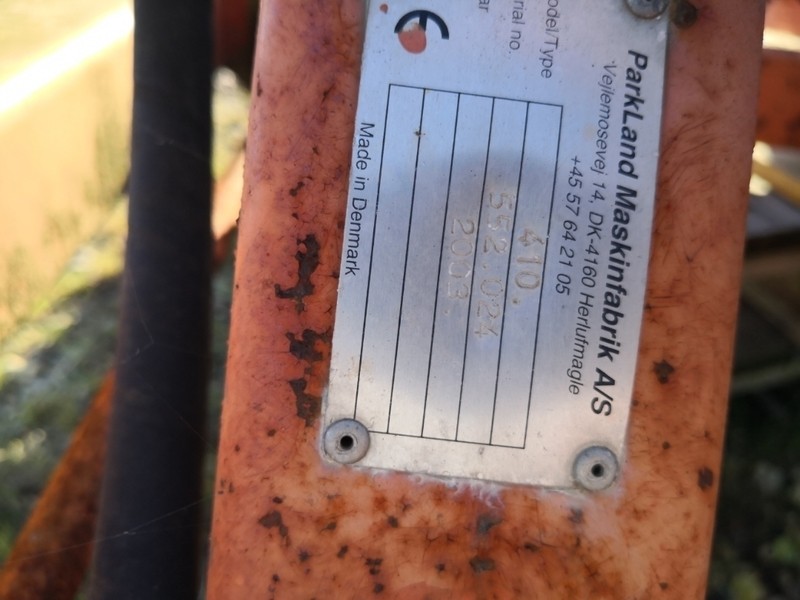 ParkLand Maskinfabrik A/S
Vejlemosevej 14, DK-4160 Herlufmagle
+45 57 64 21 05
odel/Type 410.
rial no. 552.024
ar 2003.
CE
Made in Denmark